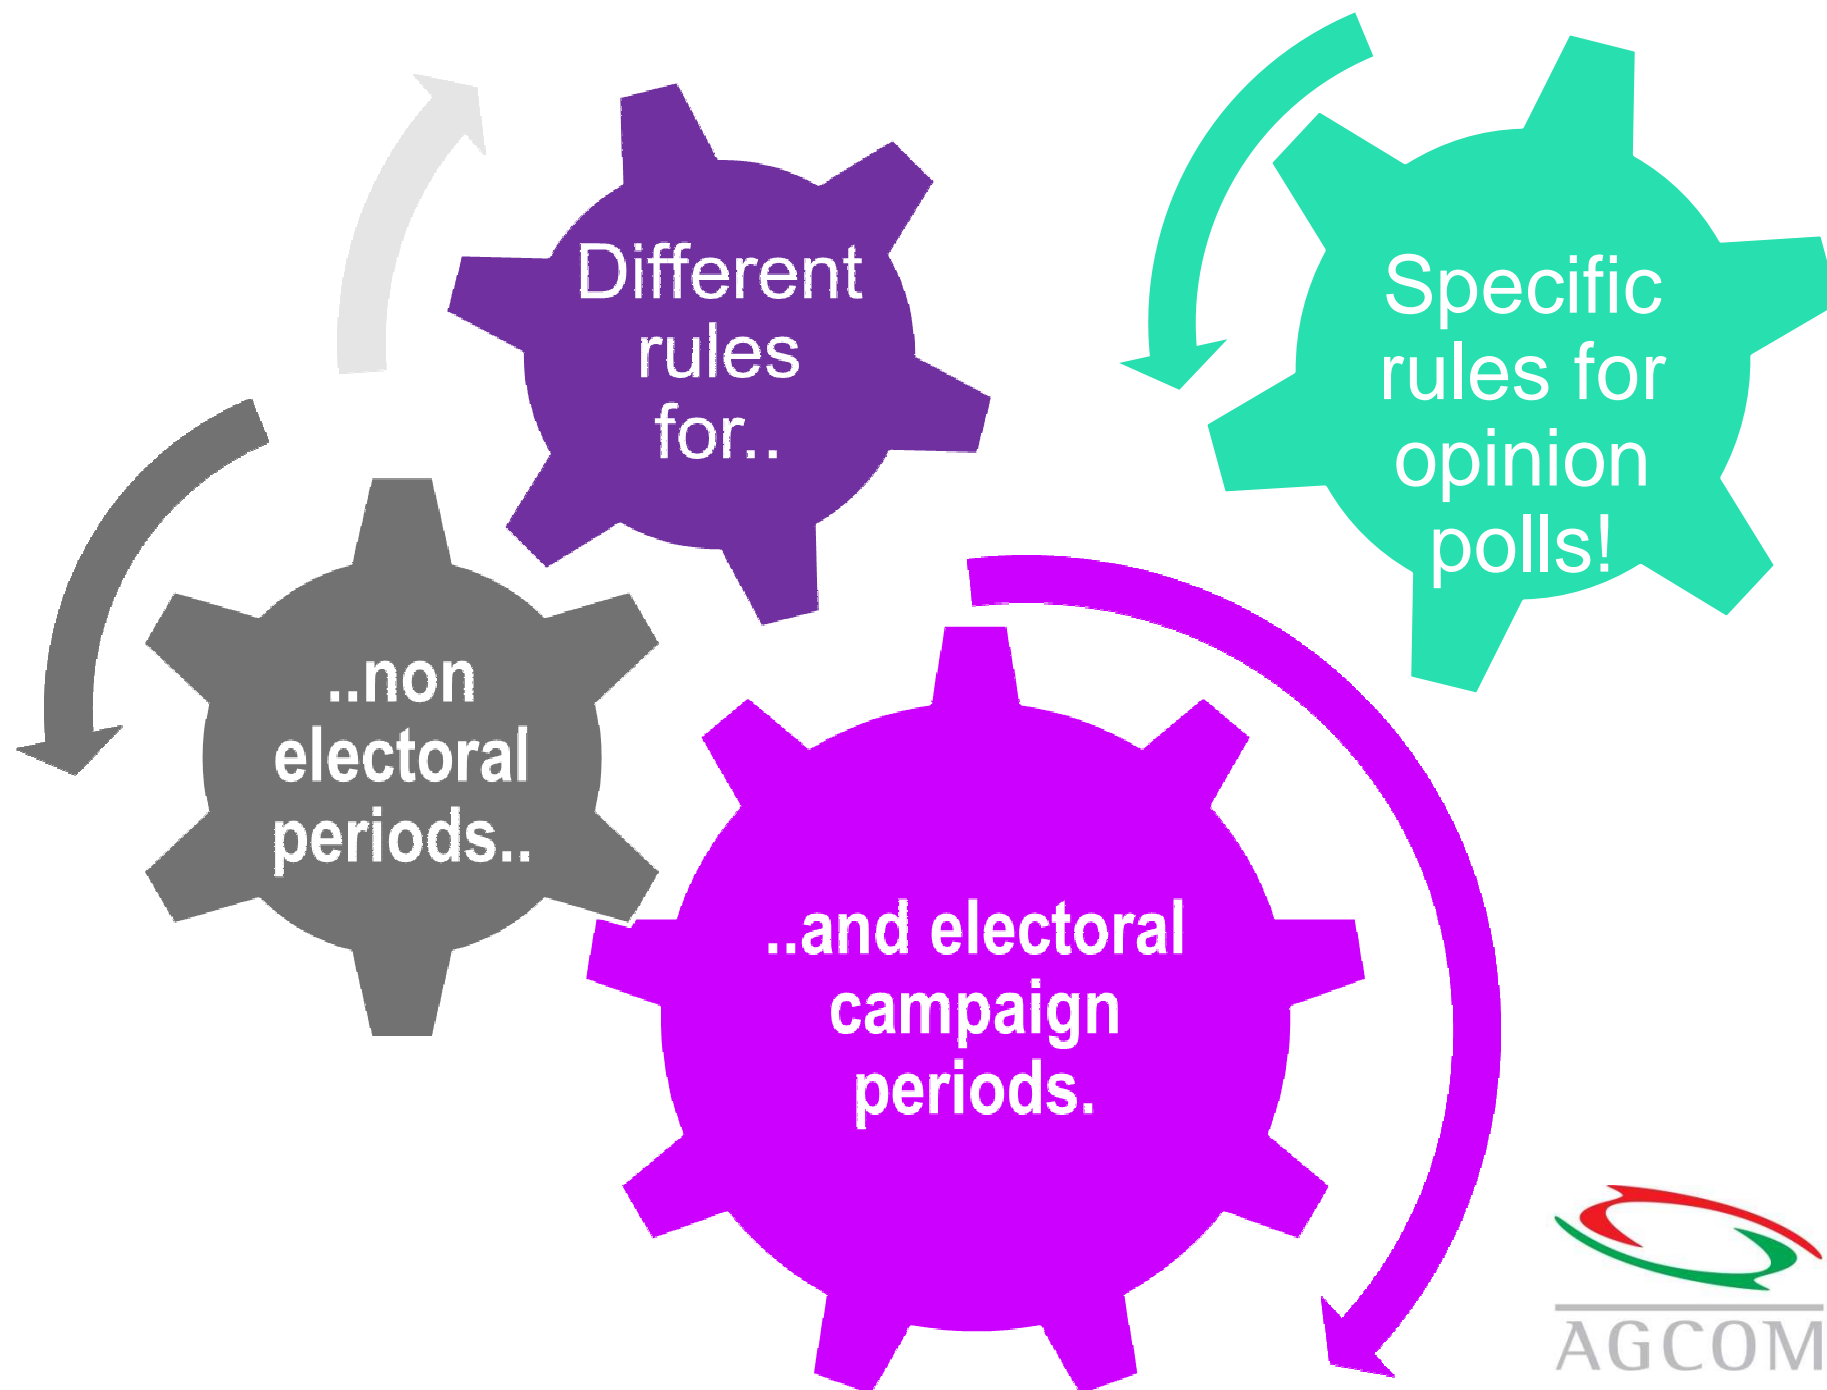 Different
rules
for..
..non
electoral
periods..
..and electoral
campaign
periods.
Specific
rules for
opinion
polls!
AGCOM